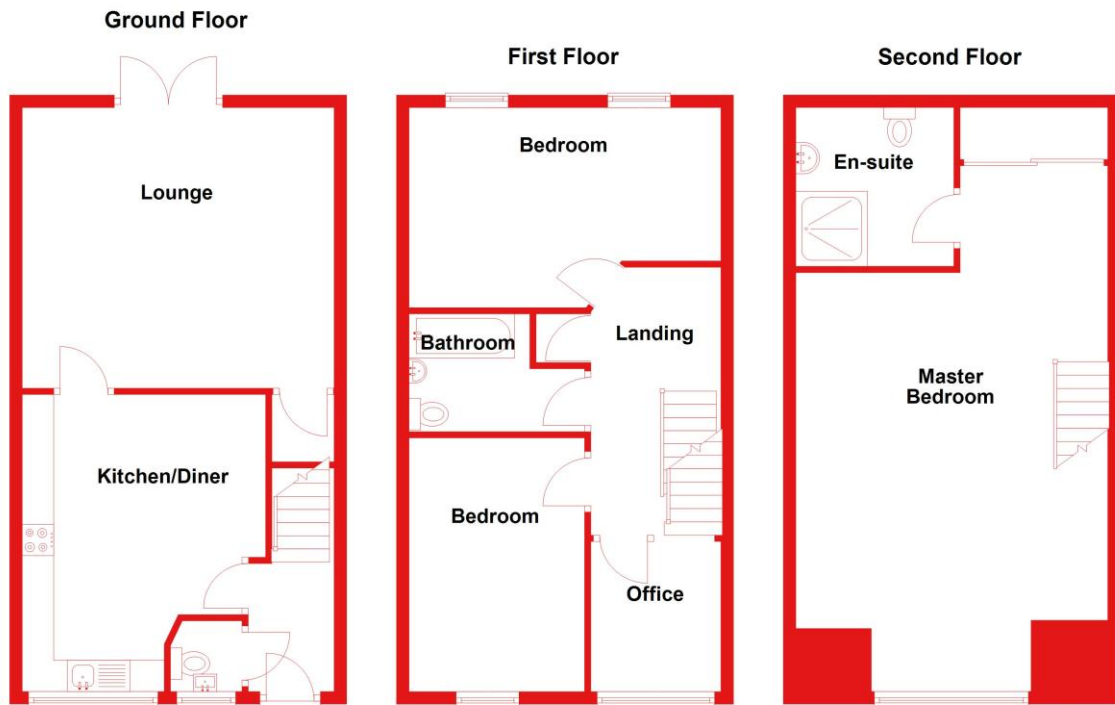 Ground Floor
Lounge
Kitchen/Diner
First Floor
Bedroom
Bathroom
Landing
Bedroom
Office
Second Floor
En-suite
Master
Bedroom